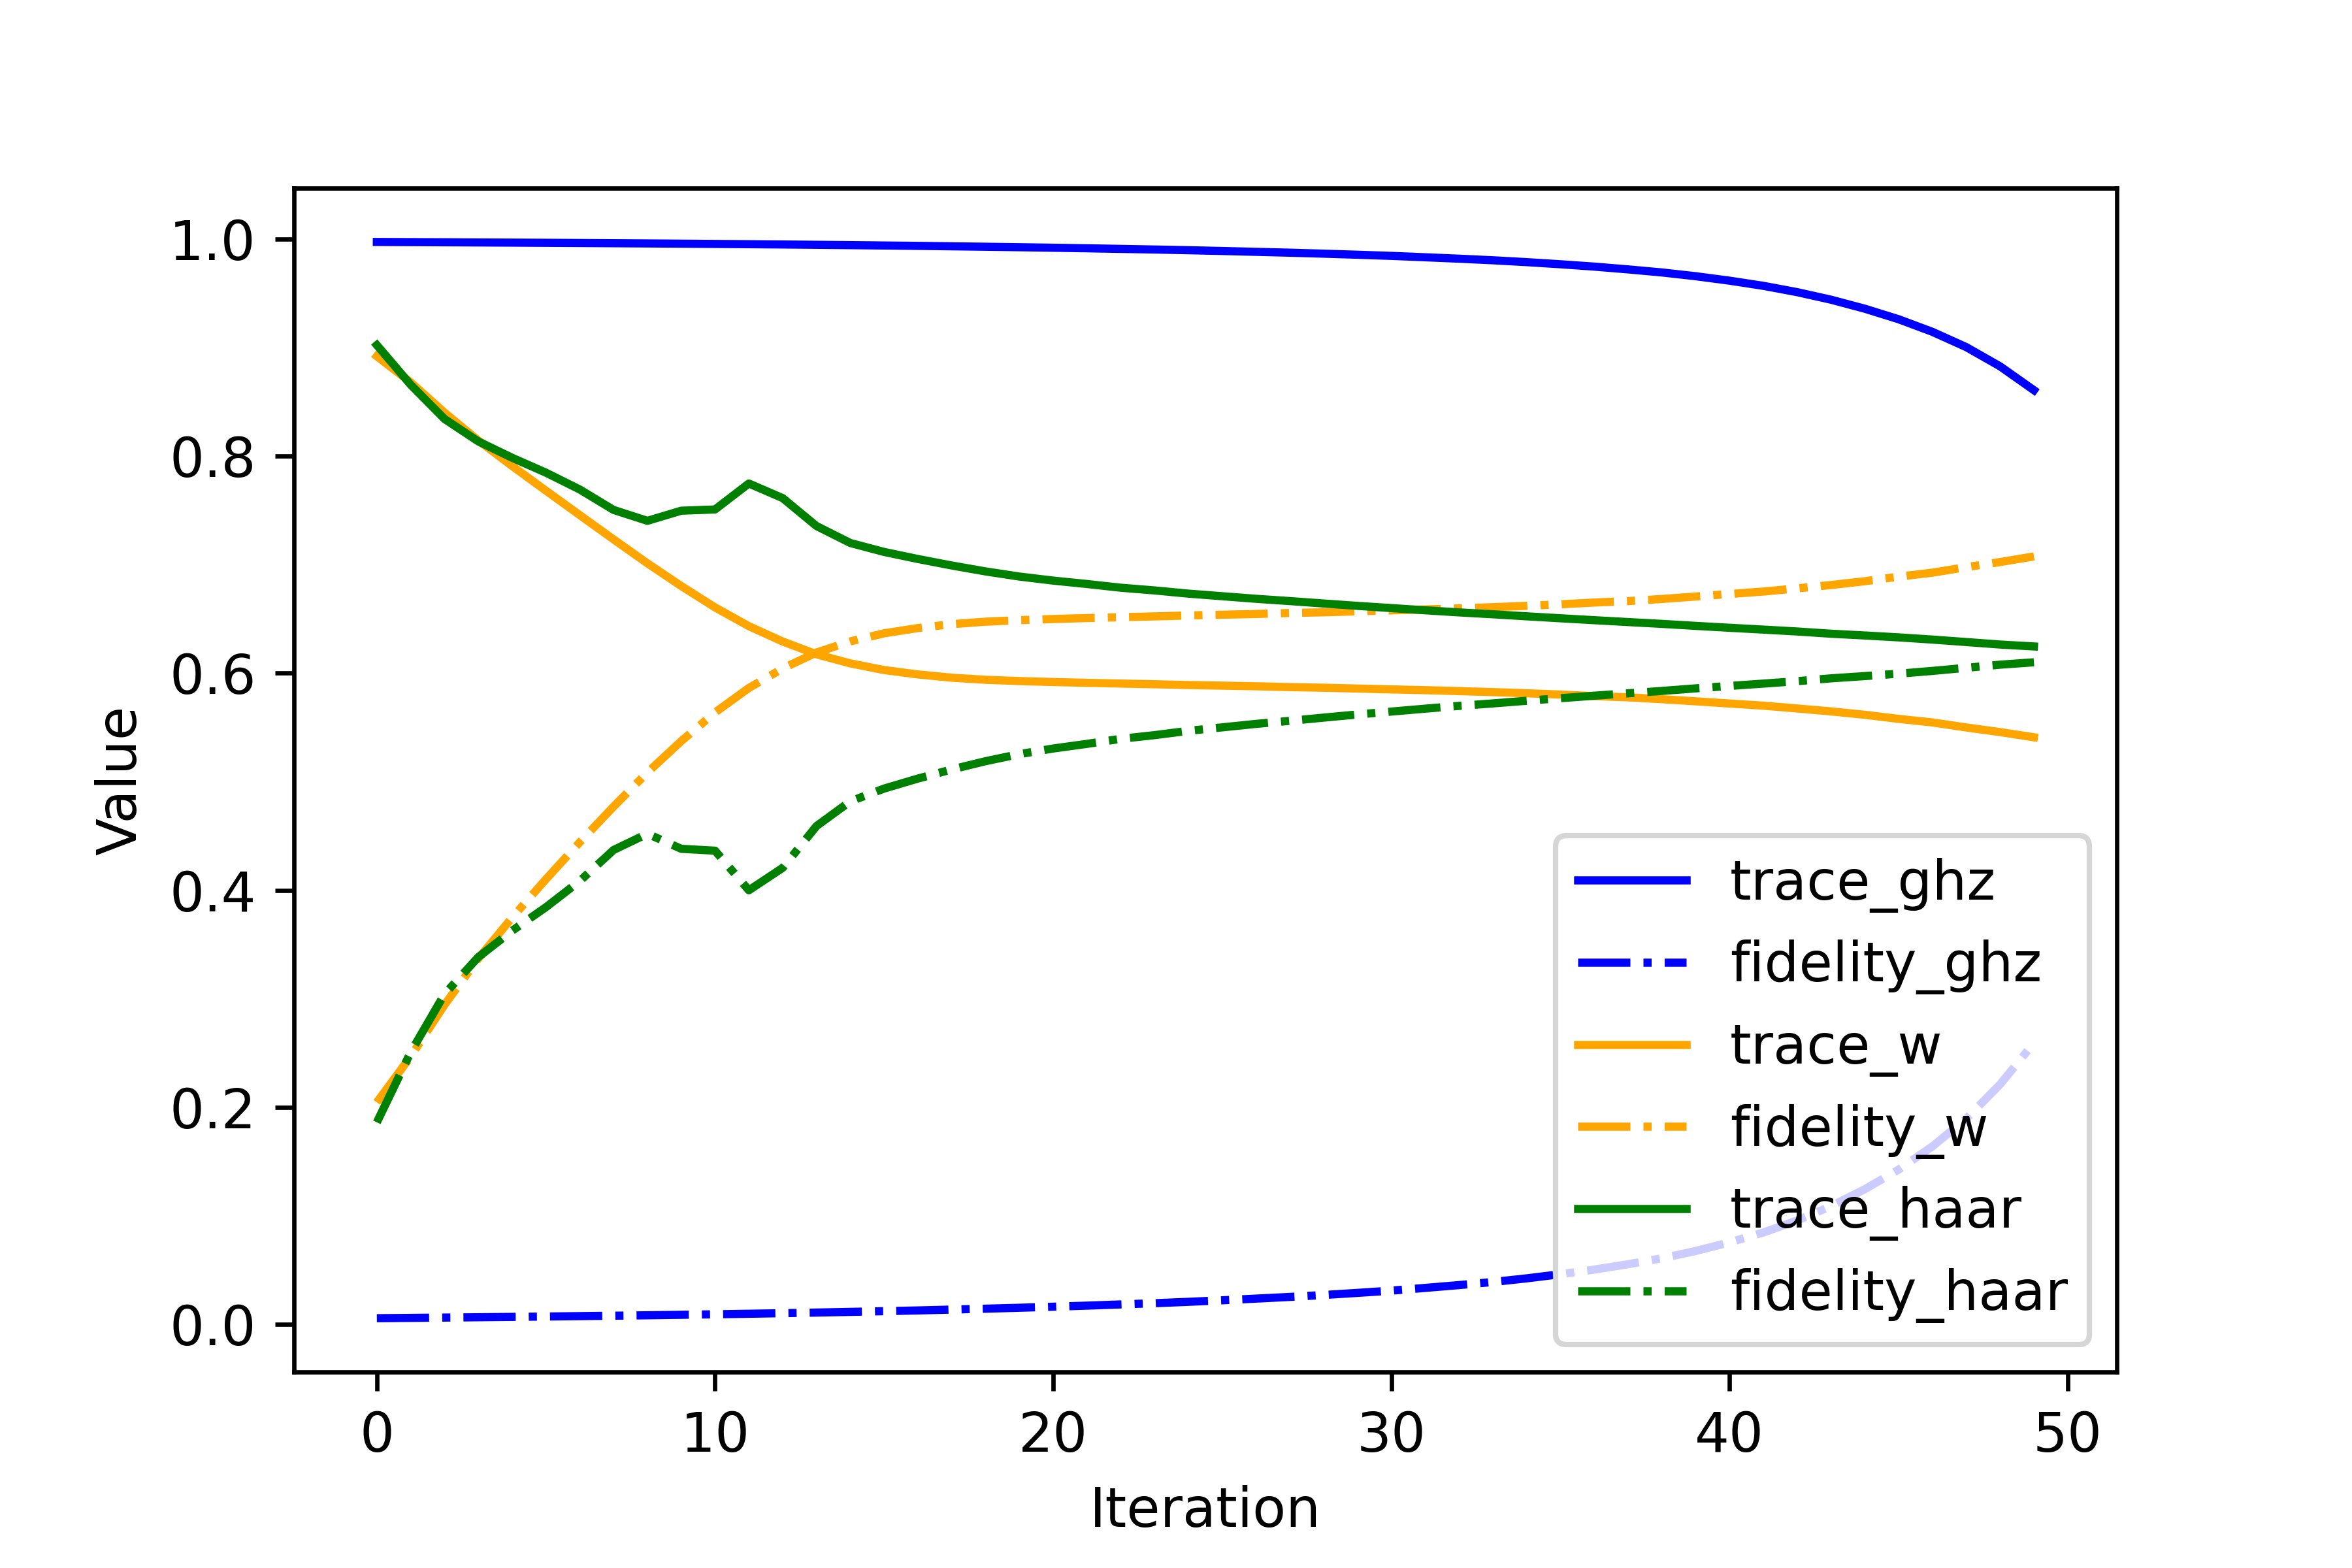 1.0
0.8
0.6
0.4
0.2
0.0
Value
0 10 20 30 40 50
Iteration
trace_ghz
fidelity_ghz
trace_w
fidelity_w
trace_haar
fidelity_haar